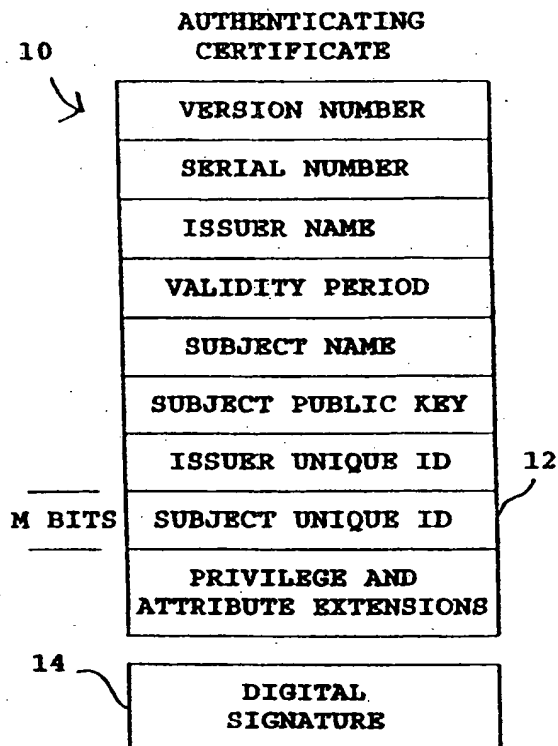 AUTHENTICATING
CERTIFICATE
10
VERSION NUMBER
SERIAL NUMBER
ISSUER NAME
VALIDITY PERIOD
SUBJECT NAME
SUBJECT PUBLIC KEY
ISSUER UNIQUE ID
12
M BITS
SUBJECT UNIQUE ID
PRIVILEGE AND
ATTRIBUTE EXTENSIONS
14
DIGITAL
SIGNATURE